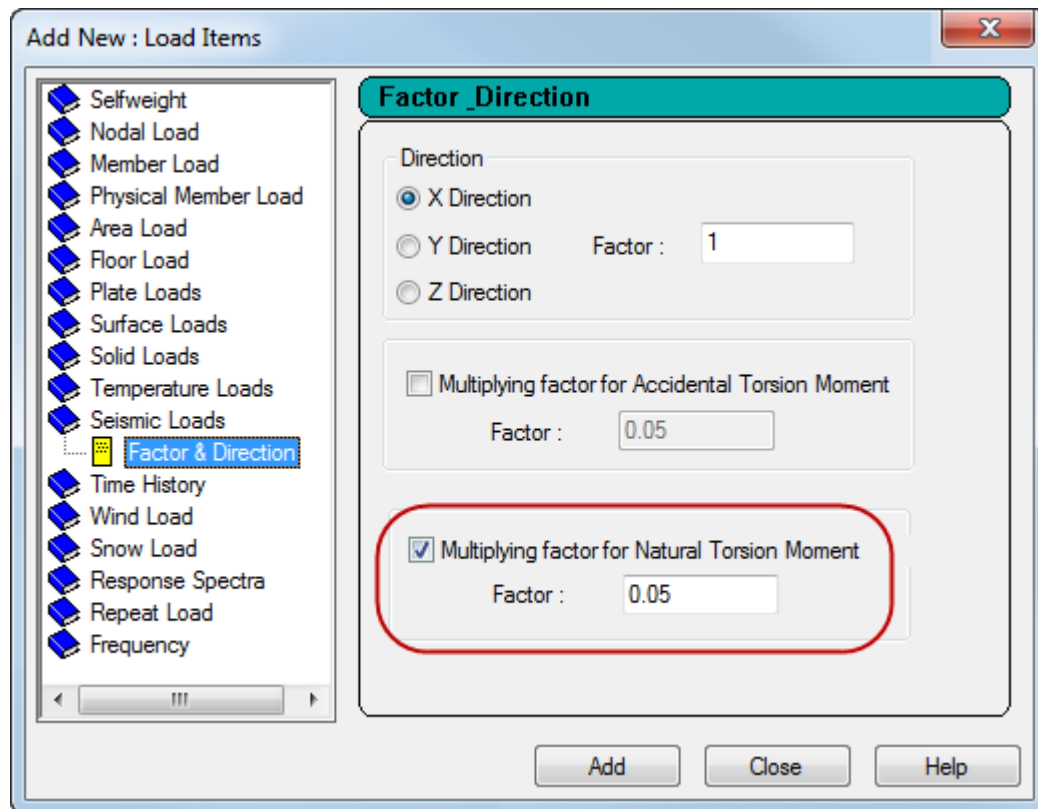 Add New : Load Items
Selfweight
Nodal Load
Member Load
Physical Member Load
Area Load
Floor Load
Plate Loads
Surface Loads
Solid Loads
Temperature Loads
Seismic Loads
Factor & Direction
Time History
Wind Load
Snow Load
Response Spectra
Repeat Load
Frequency
Factor _Direction
Direction
X Direction
Y Direction Factor : 1
Z Direction
Multiplying factor for Accidental Torsion Moment
Factor : 0.05
Multiplying factor for Natural Torsion Moment
Factor : 0.05
Add Close Help